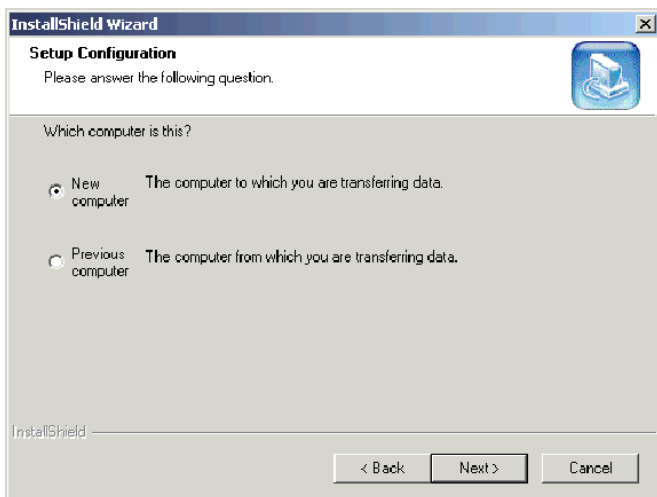 InstallShield Wizard
Setup Configuration
Please answer the following question.
Which computer is this?
New computer
The computer to which you are transferring data.
Previous computer
The computer from which you are transferring data.
InstallShield
< Back
Next >
Cancel